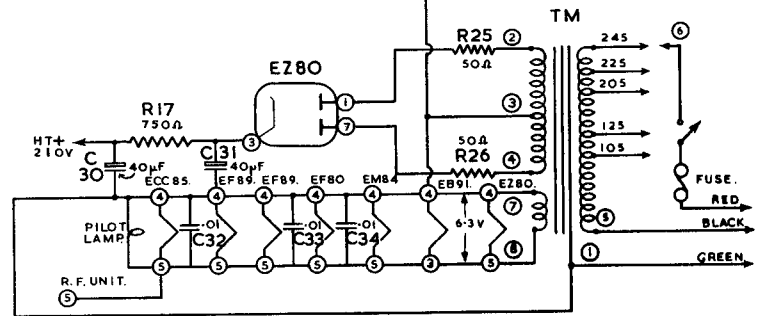 TM
R25
50Ω
②
245
⑥
EZ80
225
205
①
③
R17
750Ω
⑦
125
HT+
210V
③
C 31
40μF
50Ω
R26
④
105
C
30
40μF
FUSE.
ECC85.
EF89.
EF89.
EF80
EM84
EB91.
EZ80.
RED
④
④
④
④
④
④
④
⑦
6·3V
⑤
BLACK
PILOT
LAMP
·01
C32
·01
C33
·01
C34
⑧
①
GREEN
R.F. UNIT.
⑤
⑤
⑤
⑤
⑤
③
⑤
⑤